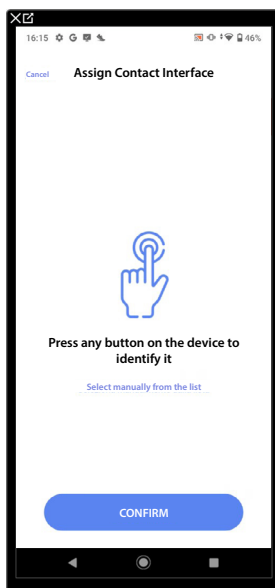 16:15 G 46%
Cancel Assign Contact Interface
Press any button on the device to
identify it
Select manually from the list
CONFIRM